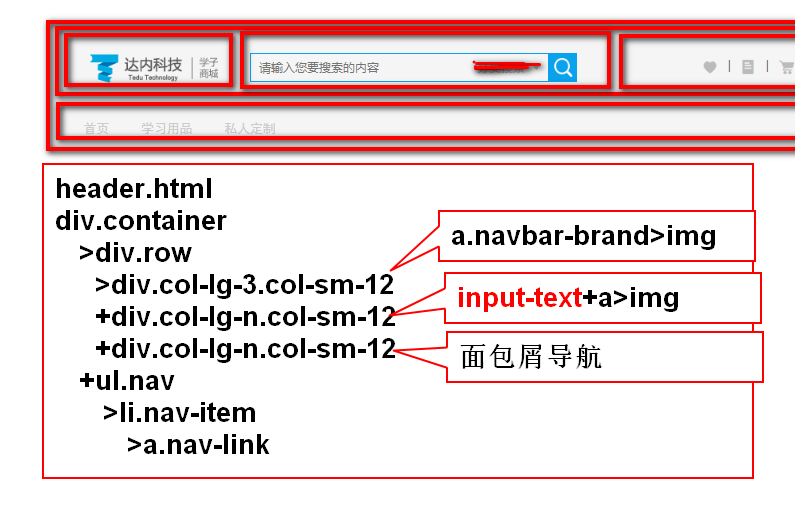 达内科技
Tedu Technology
学子
商城
请输入您要搜索的内容
首页 学习用品 私人定制
header.html
div.container
>div.row
>div.col-lg-3.col-sm-12
+div.col-lg-n.col-sm-12
+div.col-lg-n.col-sm-12
+ul.nav
>li.nav-item
>a.nav-link
a.navbar-brand>img
input-text+a>img
面包屑导航